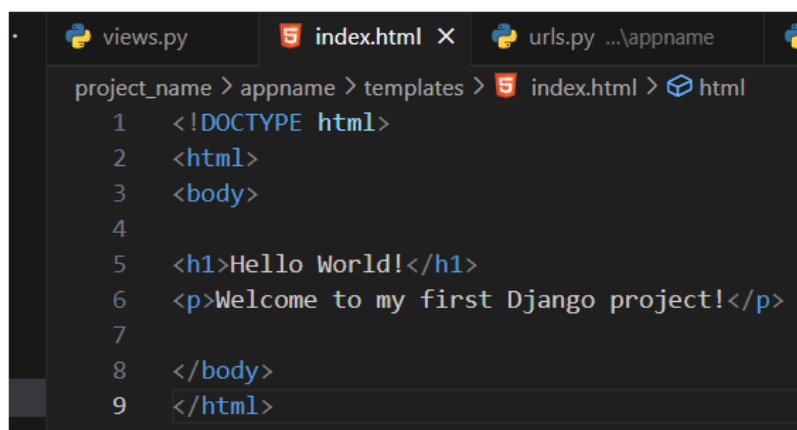 views.py index.html × urls.py ...\appname
project_name > appname > templates > index.html > html
1 <!DOCTYPE html>
2 <html>
3 <body>
4
5 <h1>Hello World!</h1>
6 <p>Welcome to my first Django project!</p>
7
8 </body>
9 </html>